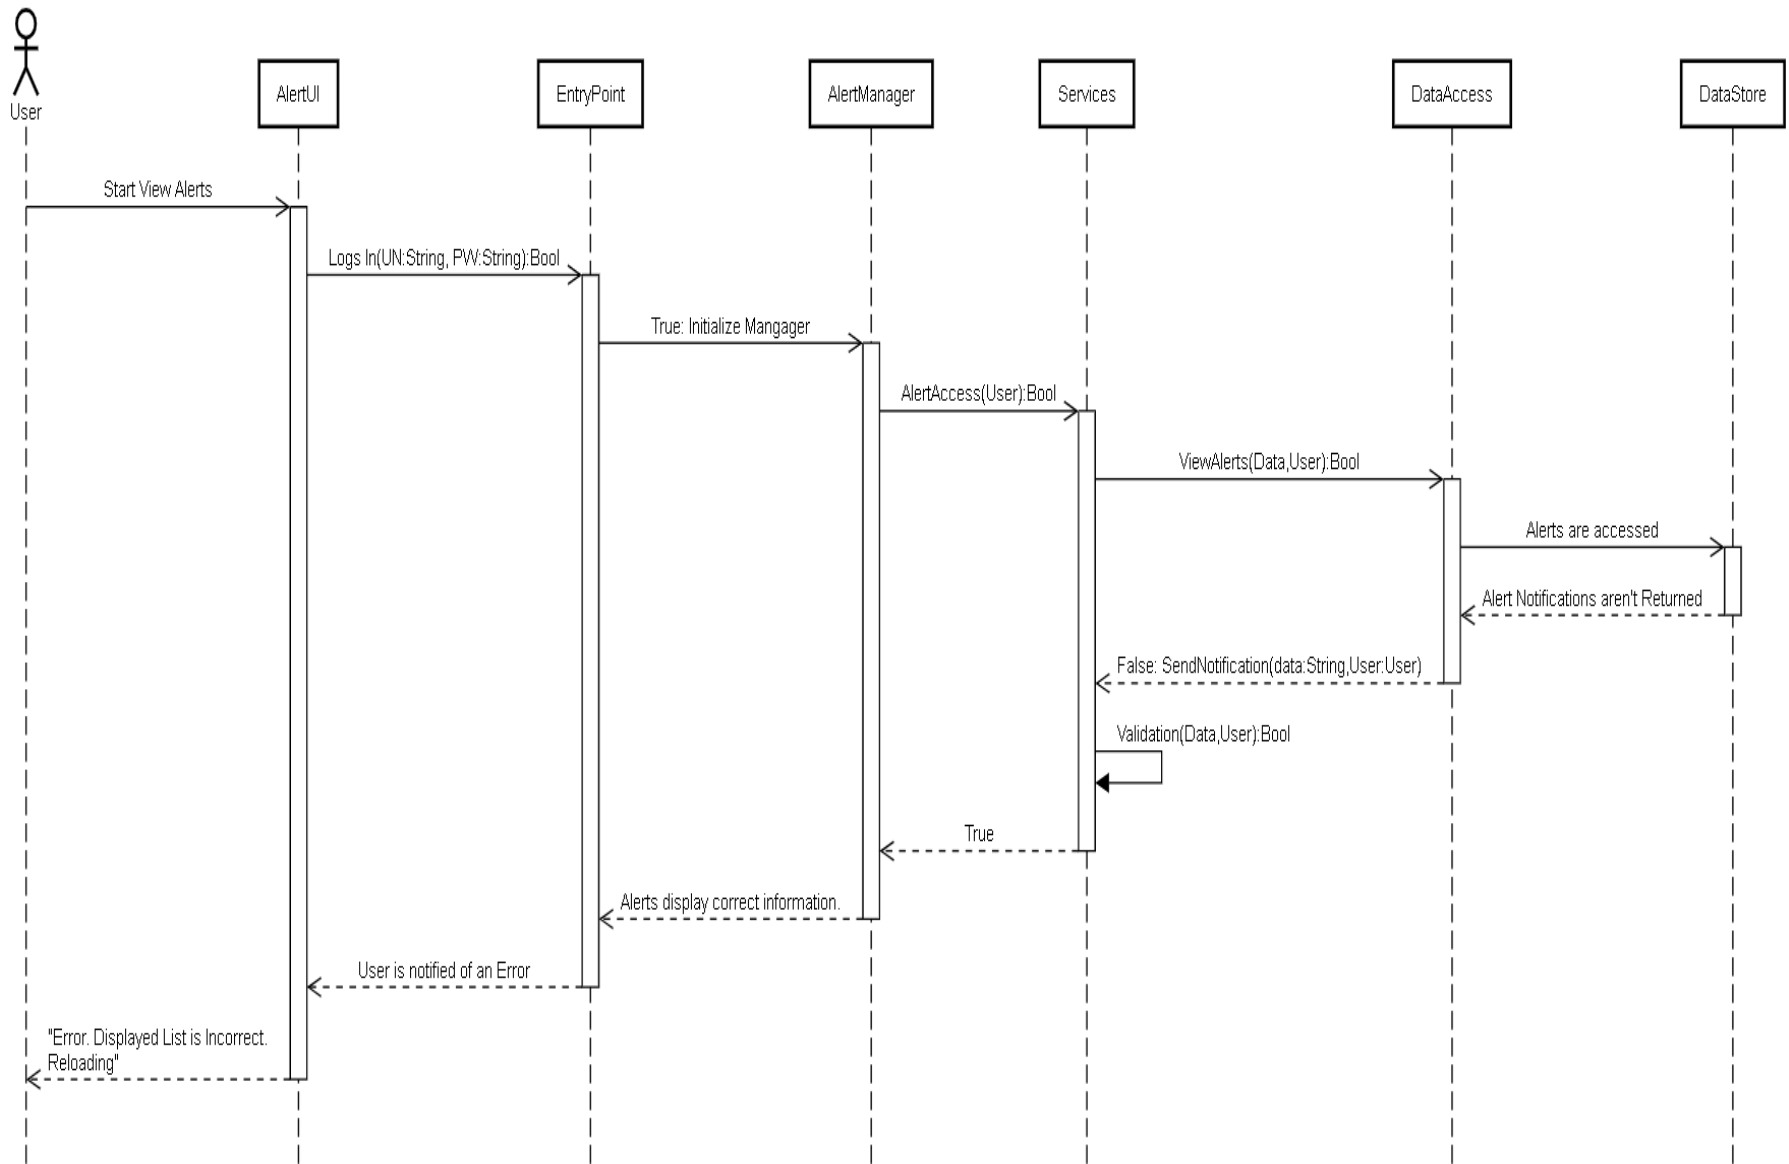 User
AlertUI
EntryPoint
AlertManager
Services
DataAccess
DataStore
Start View Alerts
Logs In(UN:String, PW:String):Bool
True: Initialize Mangager
AlertAccess(User):Bool
ViewAlerts(Data,User):Bool
Alerts are accessed
Alert Notifications aren't Returned
False: SendNotification(data:String,User:User)
Validation(Data,User):Bool
True
Alerts display correct information.
User is notified of an Error
"Error. Displayed List is Incorrect.
Reloading"